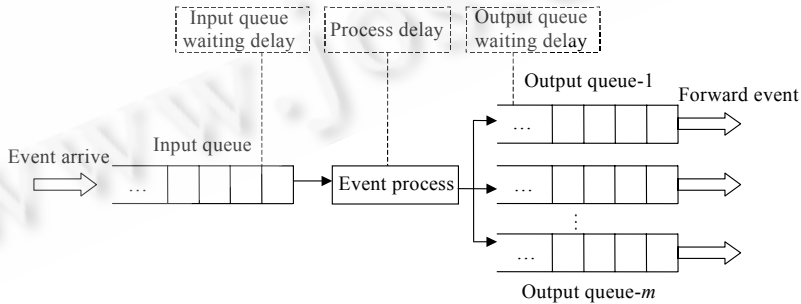 Input queue
waiting delay
Process delay
Output queue
waiting delay
Output queue-1
Forward event
Input queue
Event arrive
...
Event process
...
...
⋮
...
Output queue-m